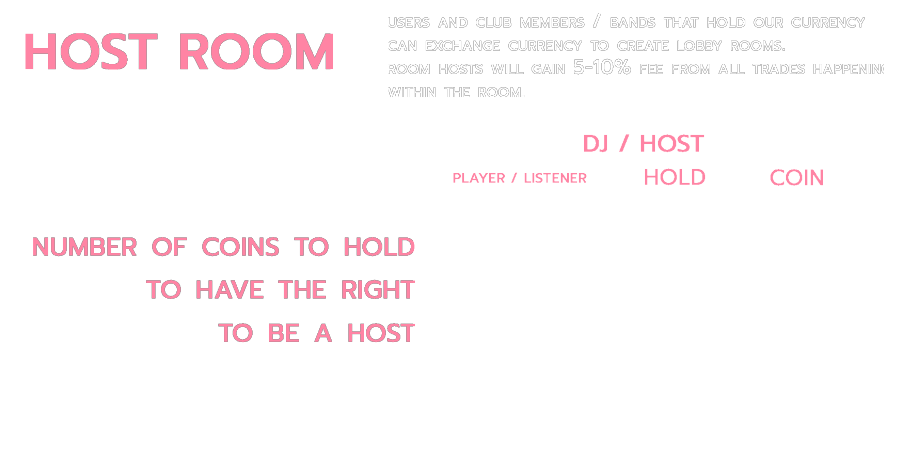 HOST ROOM
USERS AND CLUB MEMBERS / BANDS THAT HOLD OUR CURRENCY
CAN EXCHANGE CURRENCY TO CREATE LOBBY ROOMS.
ROOM HOSTS WILL GAIN 5-10% FEE FROM ALL TRADES HAPPENIN
WITHIN THE ROOM
DJ / HOST
PLAYER / LISTENER HOLD COIN
NUMBER OF COINS TO HOLD
TO HAVE THE RIGHT
TO BE A HOST